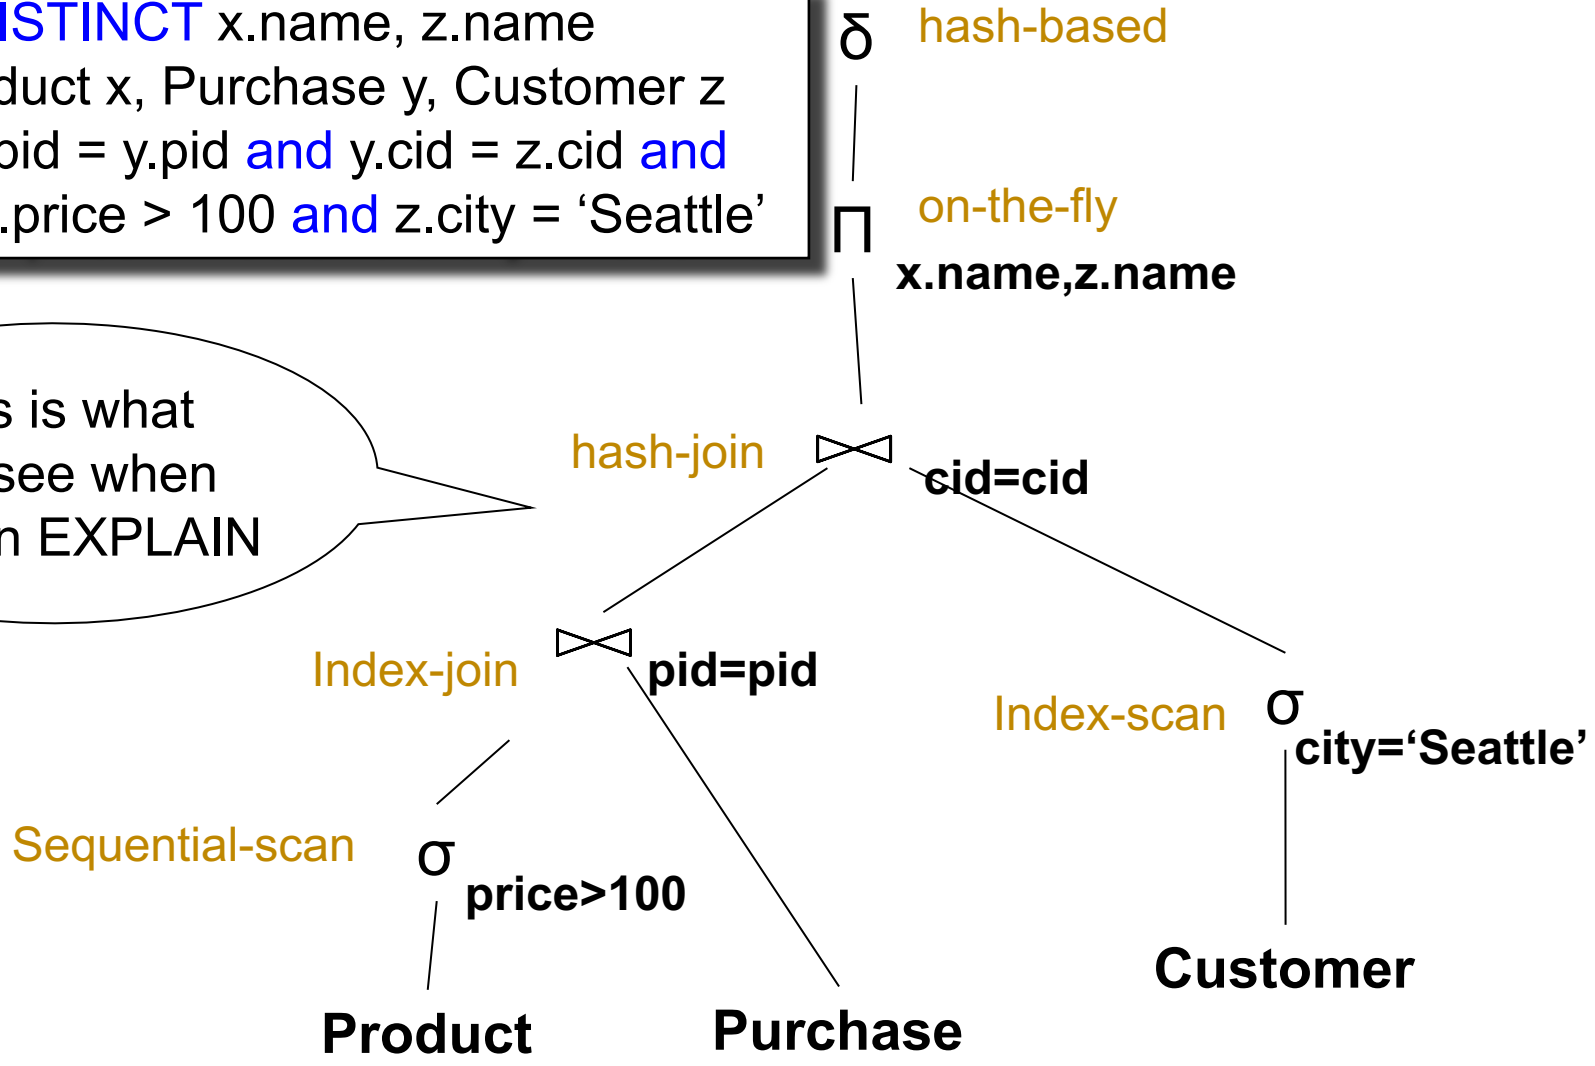 ISTINCT x.name, z.name
duct x, Purchase y, Customer z
pid = y.pid and y.cid = z.cid and
.price > 100 and z.city = ‘Seattle’
δ hash-based
Π on-the-fly
x.name,z.name
s is what
see when
n EXPLAIN
hash-join
cid=cid
Index-join
pid=pid
Index-scan σ
city=‘Seattle’
Sequential-scan σ
price>100
Customer
Product
Purchase